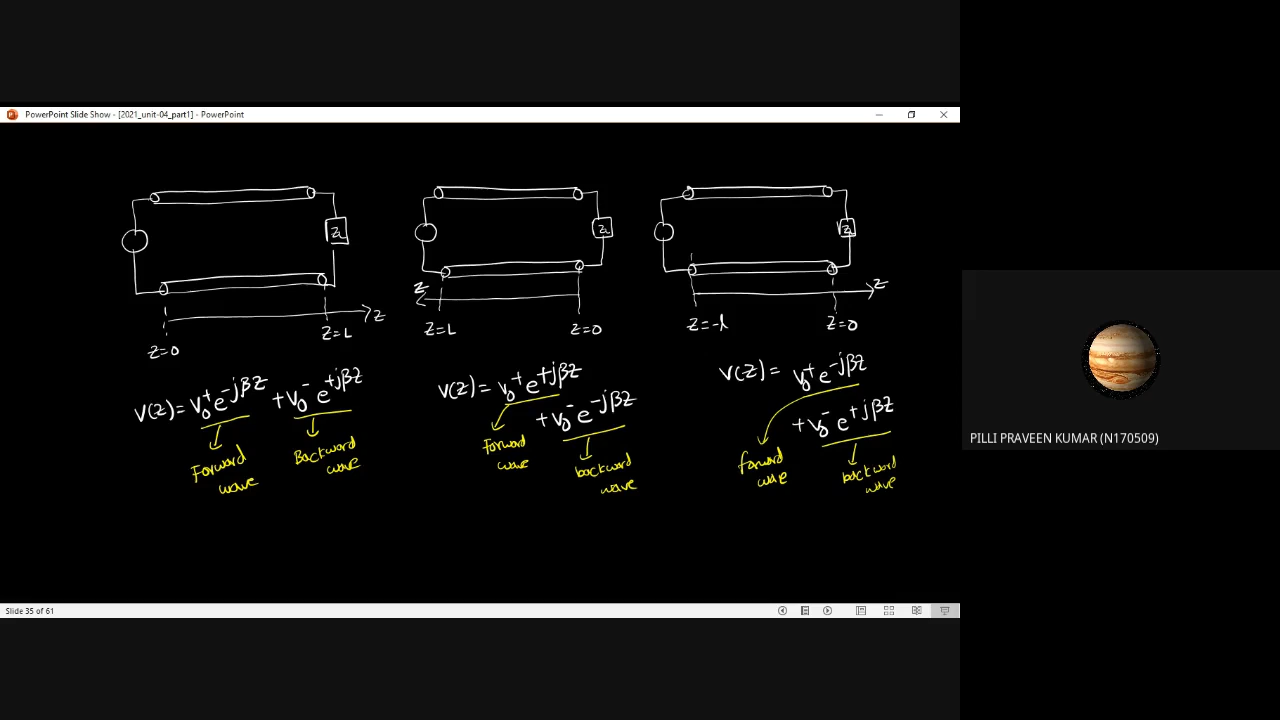 PowerPoint Slide Show - [2021_unit-04_part1] - PowerPoint
ZL
ZL
ZL
z
z
z
z=0
z=L
z=L
z=0
z=-l
z=0
V(z)= V₀⁺e^-jβz + V₀⁻ e^+jβz
Forward wave
Backward wave
V(z)= V₀⁺ e^+jβz
+ V₀⁻ e^-jβz
forward wave
backward wave
V(z)= V₀⁺ e^-jβz
+ V₀⁻ e^+jβz
forward wave
backward wave
PILLI PRAVEEN KUMAR (N170509)
Slide 35 of 61